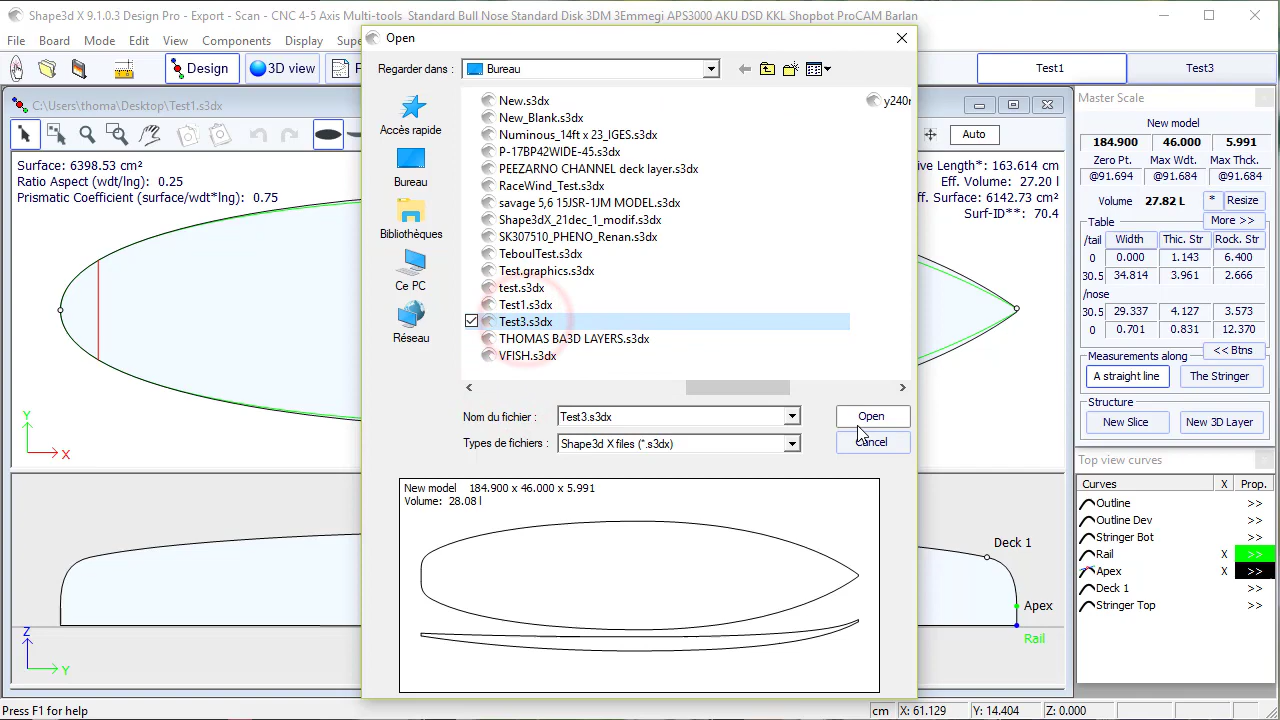 Shape3d X 9.1.0.3 Design Pro - Export - Scan - CNC 4-5 Axis Multi-tools  Standard Bull Nose Standard Disk 3DM 3Emmegi APS3000 AKU DSD KKL Shopbot ProCAM Barlan
File Board Mode Edit View Components Display
Open
Regarder dans :
Bureau
Design
3D view
Test1
Test3
C:\Users\thoma\Desktop\Test1.s3dx
Auto
Surface: 6398.53 cm²
Ratio Aspect (wdt/lng): 0.25
Prismatic Coefficient (surface/wdt*lng): 0.75
Length*: 163.614 cm
Eff. Volume: 27.20 L
Surface: 6142.73 cm²
Surf-ID**: 70.4
Y
X
Z
Y
Deck 1
Apex
Rail
Accès rapide
Bureau
Bibliothèques
Ce PC
Réseau
New.s3dx
New_Blank.s3dx
Numinous_14ft x 23_IGES.s3dx
P-17BP42WIDE-45.s3dx
PEEZARNO CHANNEL deck layer.s3dx
RaceWind_Test.s3dx
savage 5,6 15JSR-1JM MODEL.s3dx
Shape3dX_21dec_1_modif.s3dx
SK307510_PHENO_Renan.s3dx
TeboulTest.s3dx
Test.graphics.s3dx
test.s3dx
Test1.s3dx
Test3.s3dx
THOMAS BA3D LAYERS.s3dx
VFISH.s3dx
Nom du fichier :
Test3.s3dx
Open
Types de fichiers :
Shape3d X files (*.s3dx)
Cancel
New model 184.900 x 46.000 x 5.991
Volume: 28.08 l
Master Scale
New model
184.900 46.000 5.991
Zero Pt. Max Wdt. Max Thck.
@91.694 @91.684 @91.684
Volume 27.82 L * Resize
More >>
Table
/tail Width Thic. Str Rock. Str
0 0.000 1.143 6.400
30.5 34.814 3.961 2.666
/nose
30.5 29.337 4.127 3.573
0 0.701 0.831 12.370
<< Btns
Measurements along
A straight line The Stringer
Structure
New Slice New 3D Layer
Top view curves
Curves X Prop.
Outline >>
Outline Dev >>
Stringer Bot >>
Rail X >>
Apex X >>
Deck 1 >>
Stringer Top >>
Press F1 for help
cm X: 61.129 Y: 14.404 Z: 0.000